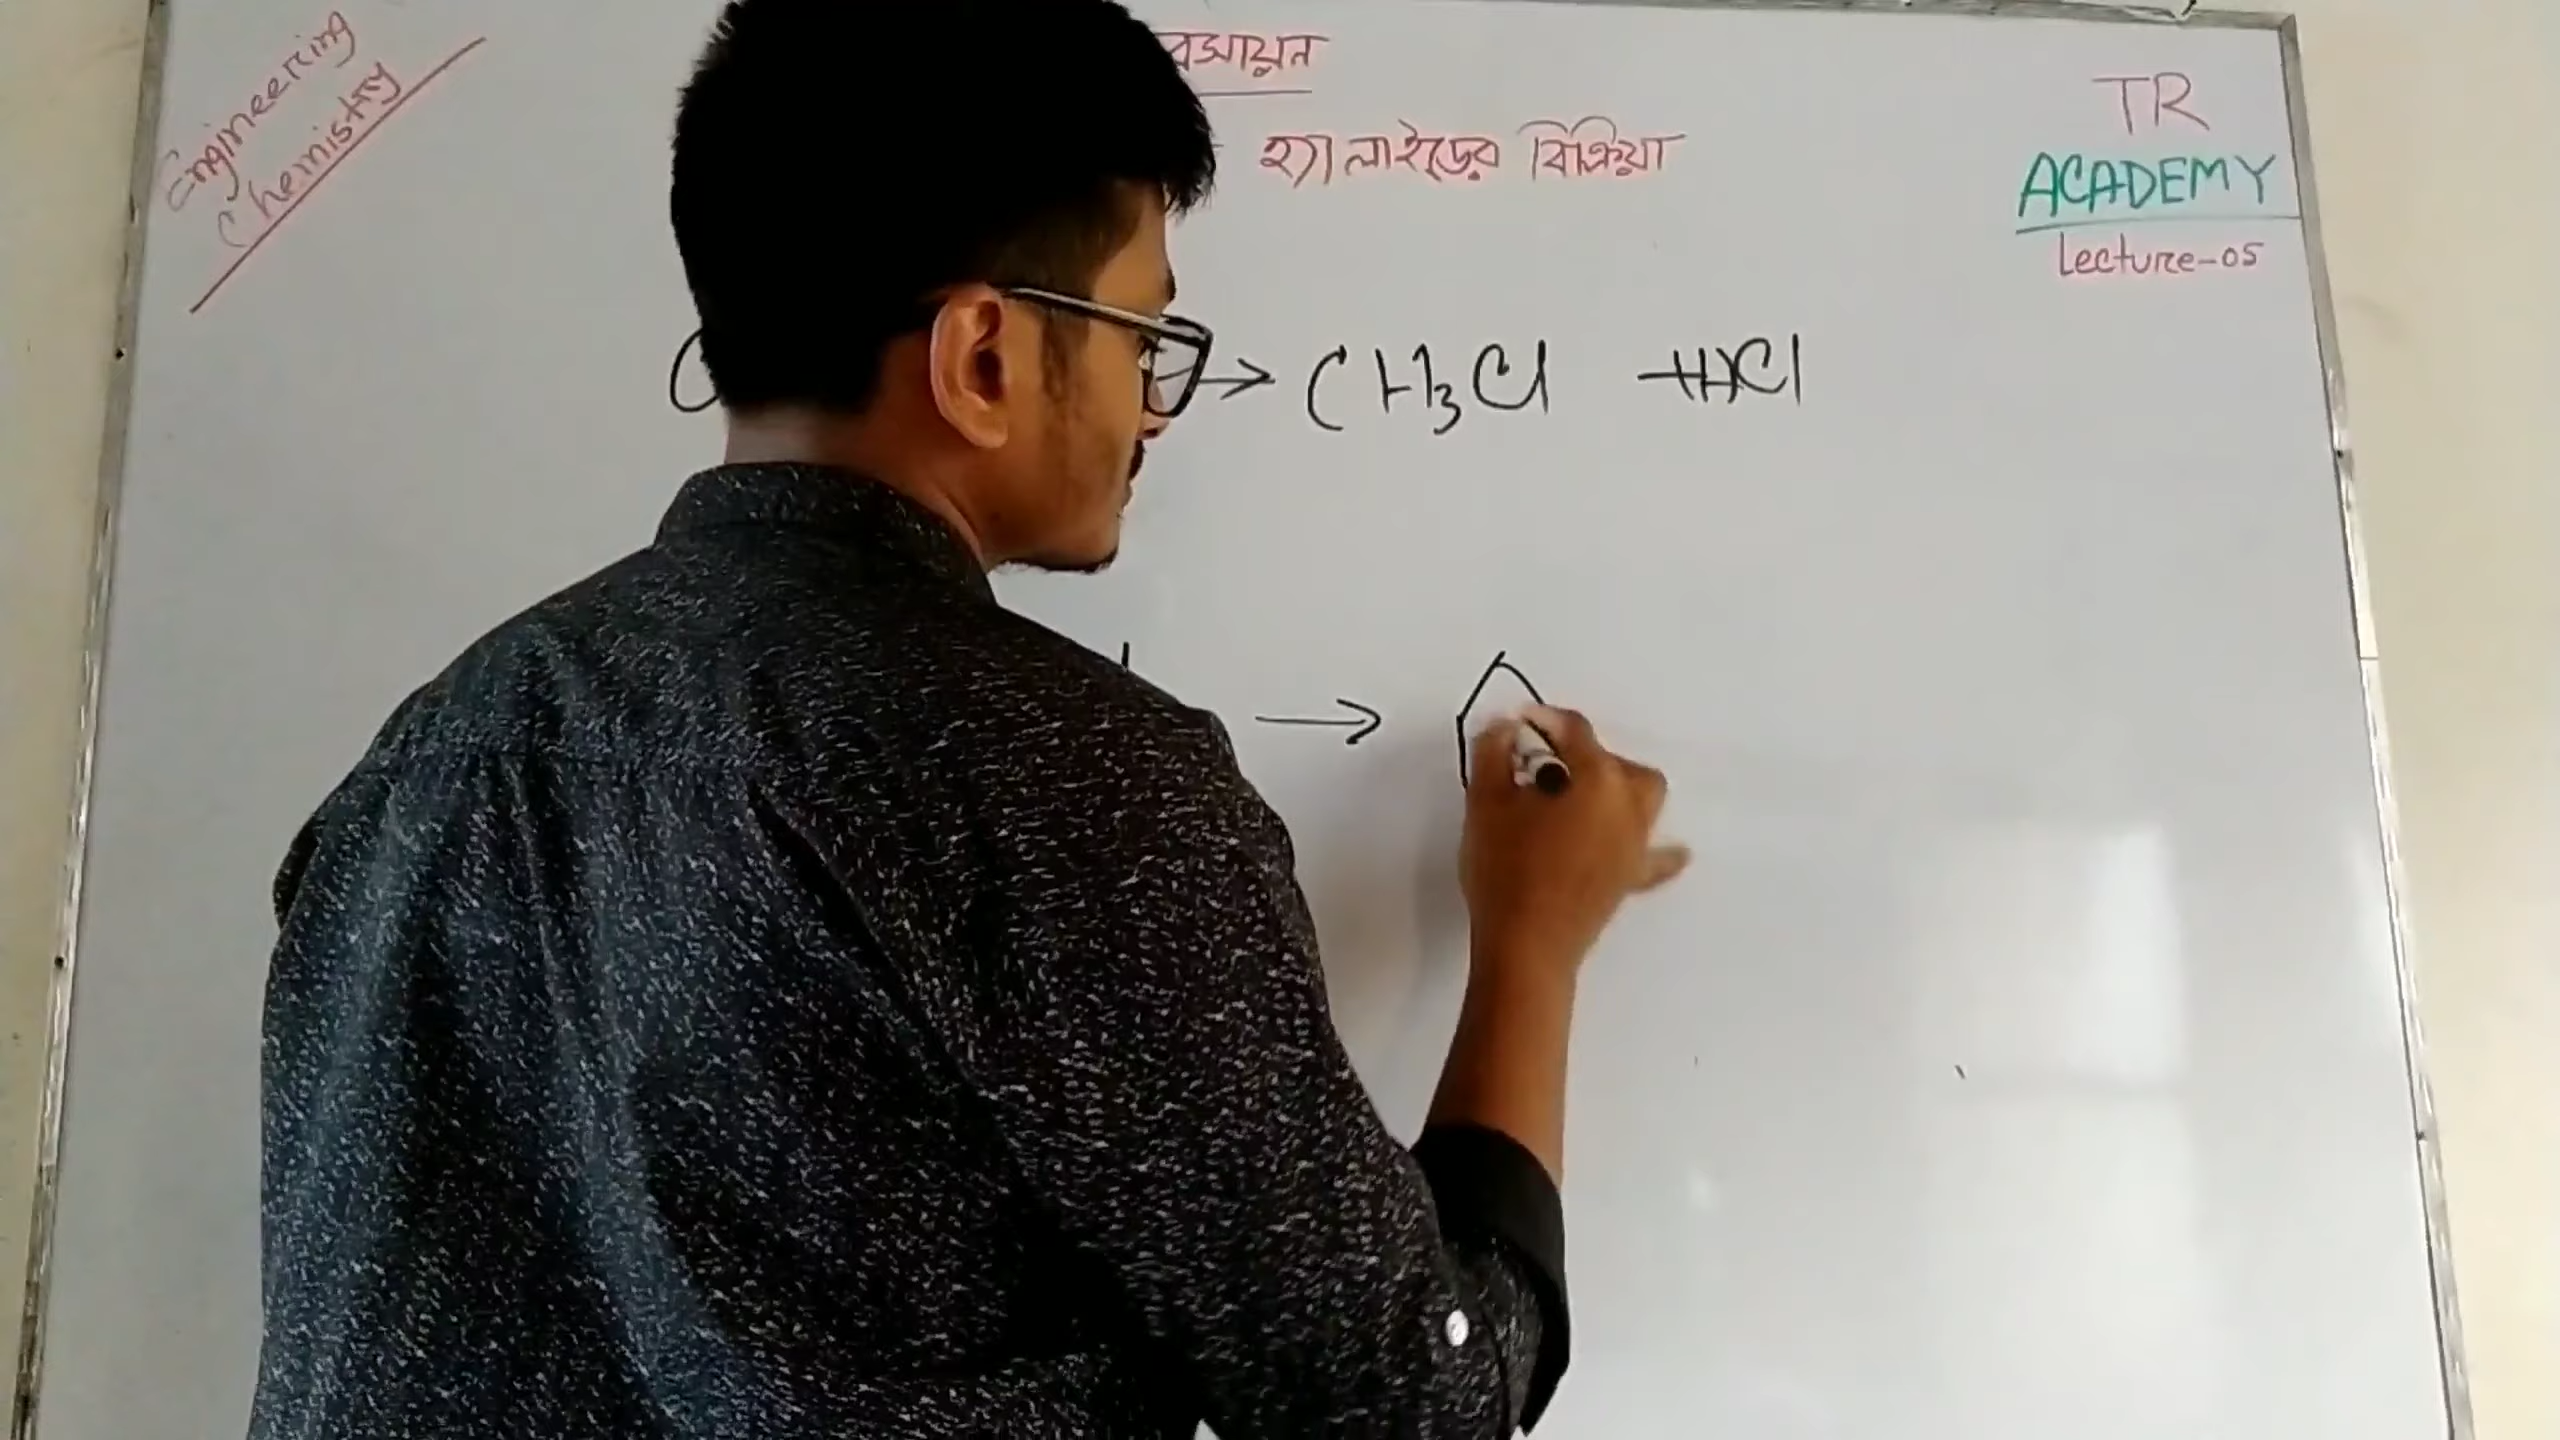 Engineering
Chemistry
রসায়ন
হ্যালাইডের বিক্রিয়া
TR
ACADEMY
Lecture-05
→ CH₃Cl +HCl
→